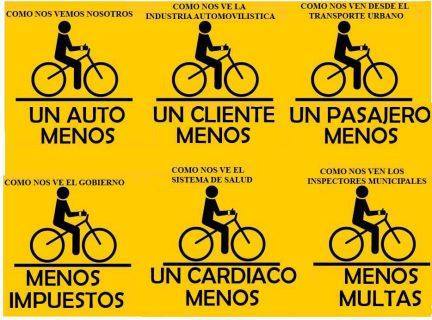 COMO NOS VEMOS NOSOTROS
UN AUTO
MENOS
COMO NOS VE LA
INDUSTRIA AUTOMOVILISTICA
UN CLIENTE
MENOS
COMO NOS VEN DESDE EL
TRANSPORTE URBANO
UN PASAJERO
MENOS
COMO NOS VE EL GOBIERNO
MENOS
IMPUESTOS
COMO NOS VE EL
SISTEMA DE SALUD
UN CARDIACO
MENOS
COMO NOS VEN LOS
INSPECTORES MUNICIPALES
MENOS
MULTAS